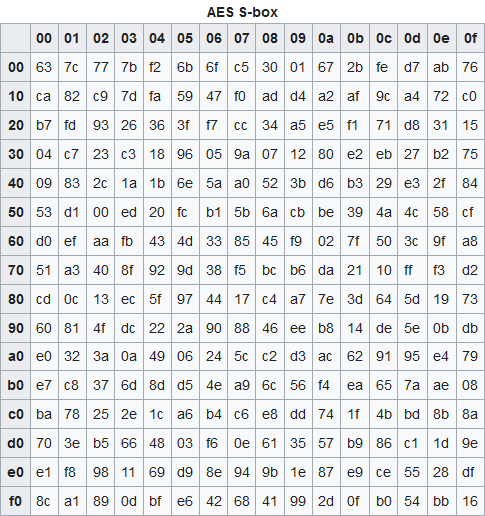 AES S-box
00 01 02 03 04 05 06 07 08 09 0a 0b 0c 0d 0e 0f
00 63 7c 77 7b f2 6b 6f c5 30 01 67 2b fe d7 ab 76
10 ca 82 c9 7d fa 59 47 f0 ad d4 a2 af 9c a4 72 c0
20 b7 fd 93 26 36 3f f7 cc 34 a5 e5 f1 71 d8 31 15
30 04 c7 23 c3 18 96 05 9a 07 12 80 e2 eb 27 b2 75
40 09 83 2c 1a 1b 6e 5a a0 52 3b d6 b3 29 e3 2f 84
50 53 d1 00 ed 20 fc b1 5b 6a cb be 39 4a 4c 58 cf
60 d0 ef aa fb 43 4d 33 85 45 f9 02 7f 50 3c 9f a8
70 51 a3 40 8f 92 9d 38 f5 bc b6 da 21 10 ff f3 d2
80 cd 0c 13 ec 5f 97 44 17 c4 a7 7e 3d 64 5d 19 73
90 60 81 4f dc 22 2a 90 88 46 ee b8 14 de 5e 0b db
a0 e0 32 3a 0a 49 06 24 5c c2 d3 ac 62 91 95 e4 79
b0 e7 c8 37 6d 8d d5 4e a9 6c 56 f4 ea 65 7a ae 08
c0 ba 78 25 2e 1c a6 b4 c6 e8 dd 74 1f 4b bd 8b 8a
d0 70 3e b5 66 48 03 f6 0e 61 35 57 b9 86 c1 1d 9e
e0 e1 f8 98 11 69 d9 8e 94 9b 1e 87 e9 ce 55 28 df
f0 8c a1 89 0d bf e6 42 68 41 99 2d 0f b0 54 bb 16